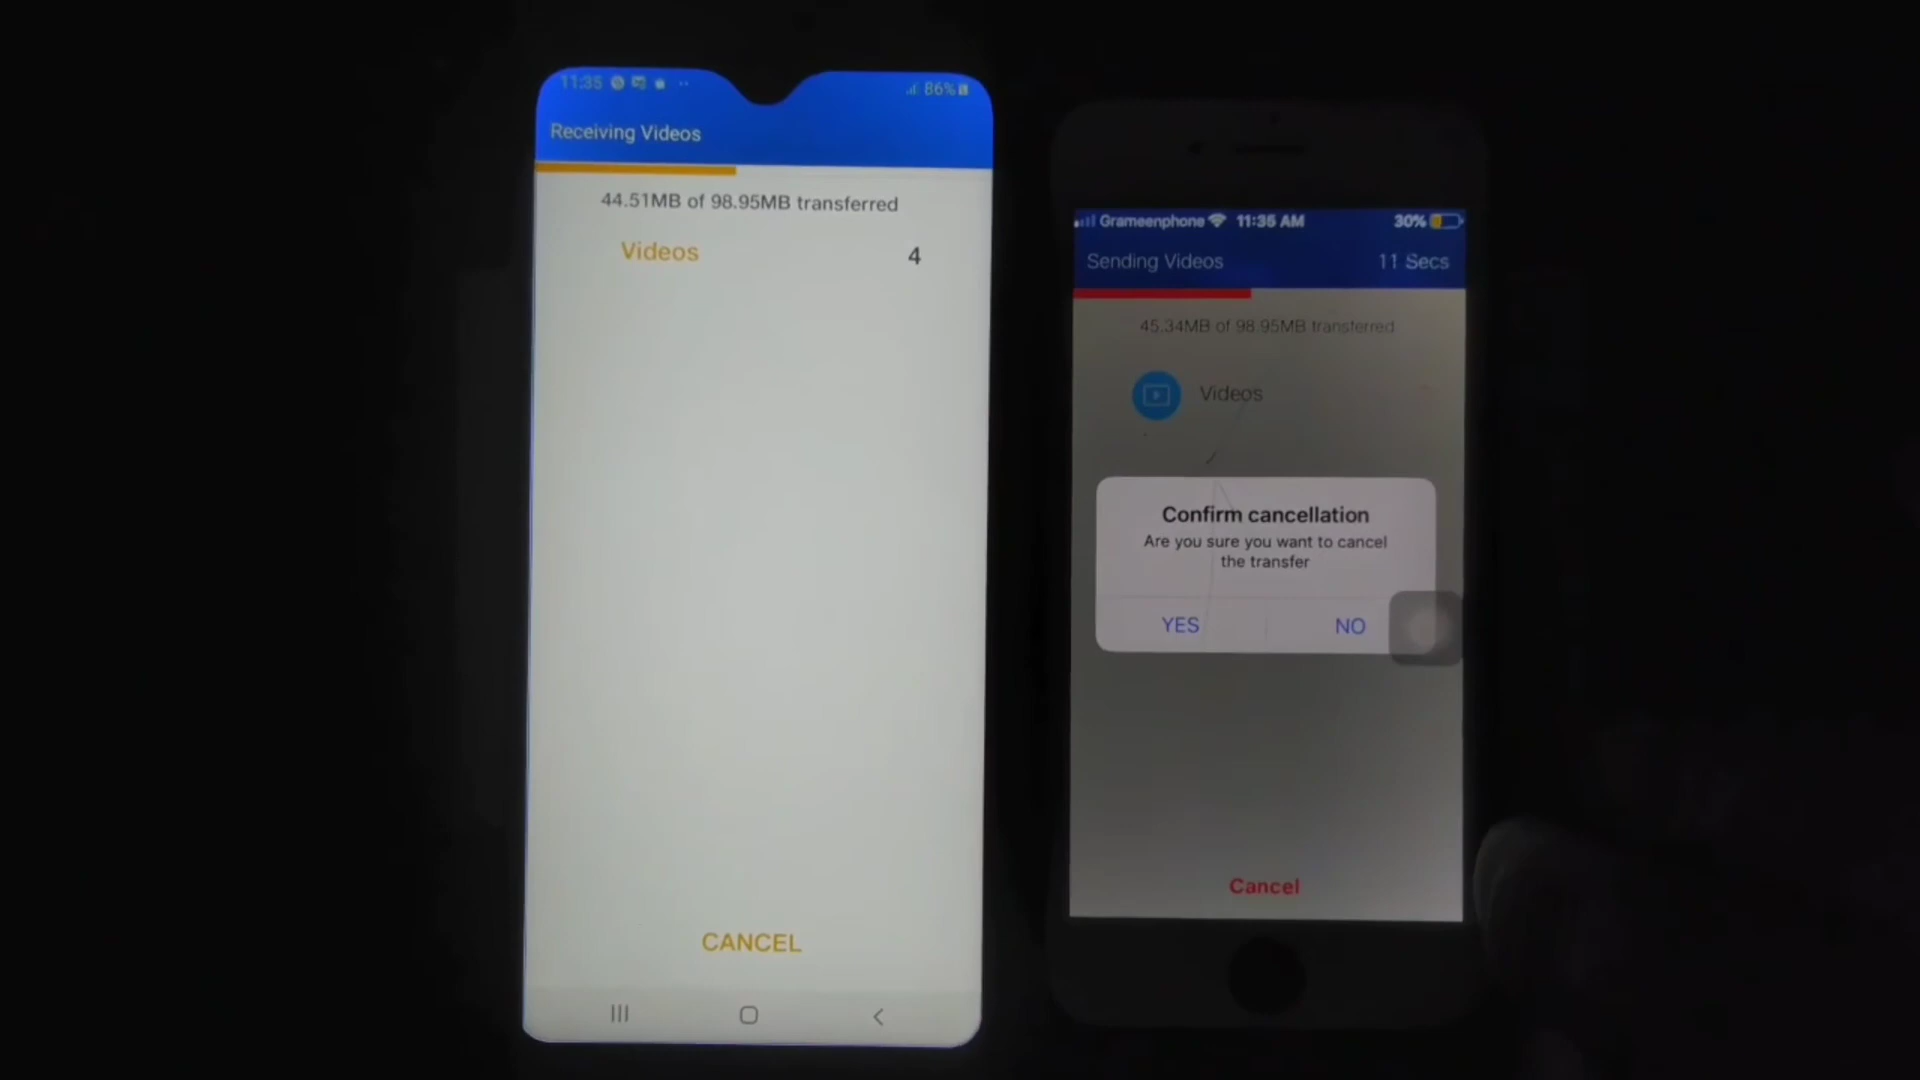 11:35
86%
Receiving Videos
44.51MB of 98.95MB transferred
Videos
4
CANCEL
Grameenphone
11:35 AM
30%
Sending Videos
11 Secs
45.34MB of 98.95MB transferred
Videos
Confirm cancellation
Are you sure you want to cancel
the transfer
YES
NO
Cancel